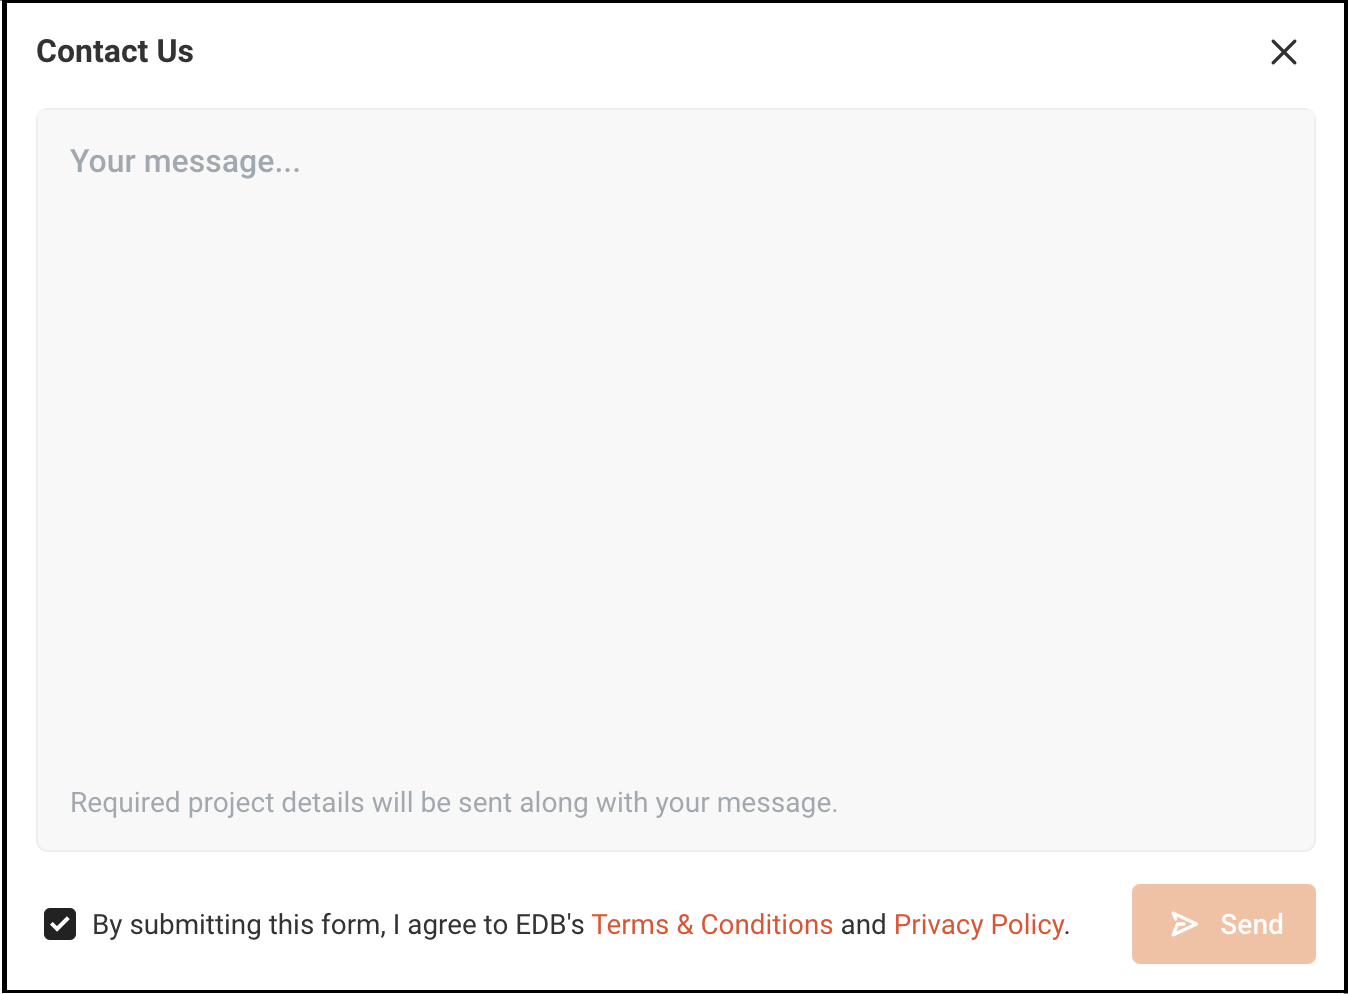 Contact Us
Your message...
Required project details will be sent along with your message.
By submitting this form, I agree to EDB's Terms & Conditions and Privacy Policy.
Send